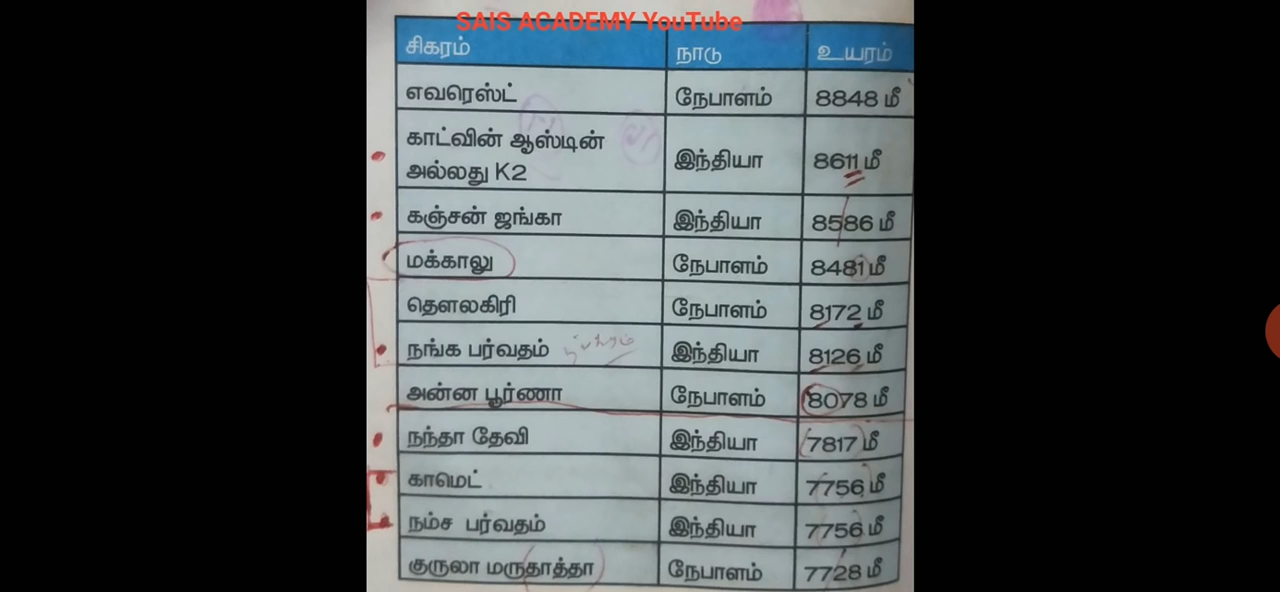 SAIS ACADEMY YouTube
சிகரம் நாடு உயரம்
எவரெஸ்ட் நேபாளம் 8848 மீ
காட்வின் ஆஸ்டின்
அல்லது K2 இந்தியா 8611 மீ
கஞ்சன் ஜங்கா இந்தியா 8586 மீ
மக்காலு நேபாளம் 8481 மீ
தௌலகிரி நேபாளம் 8172 மீ
நங்க பர்வதம் இந்தியா 8126 மீ
அன்ன பூர்ணா நேபாளம் 8078 மீ
நந்தா தேவி இந்தியா 7817 மீ
காமெட் இந்தியா 7756 மீ
நம்ச பர்வதம் இந்தியா 7756 மீ
குருலா மருதாத்தா நேபாளம் 7728 மீ